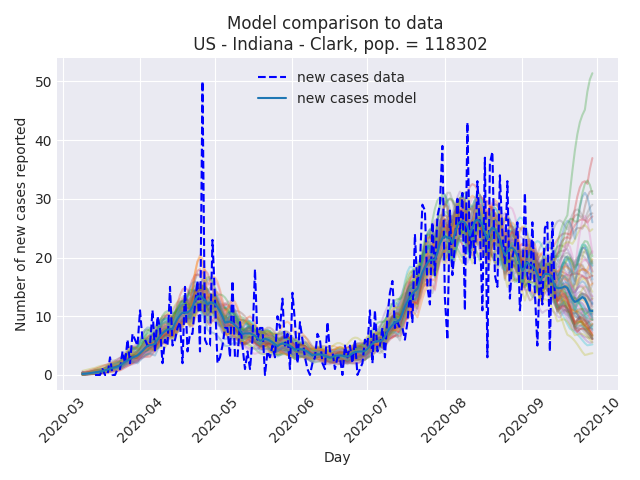 Model comparison to data
US - Indiana - Clark, pop. = 118302
new cases data
new cases model
Number of new cases reported
50
40
30
20
10
0
2020-03
2020-04
2020-05
2020-06
2020-07
2020-08
2020-09
2020-10
Day